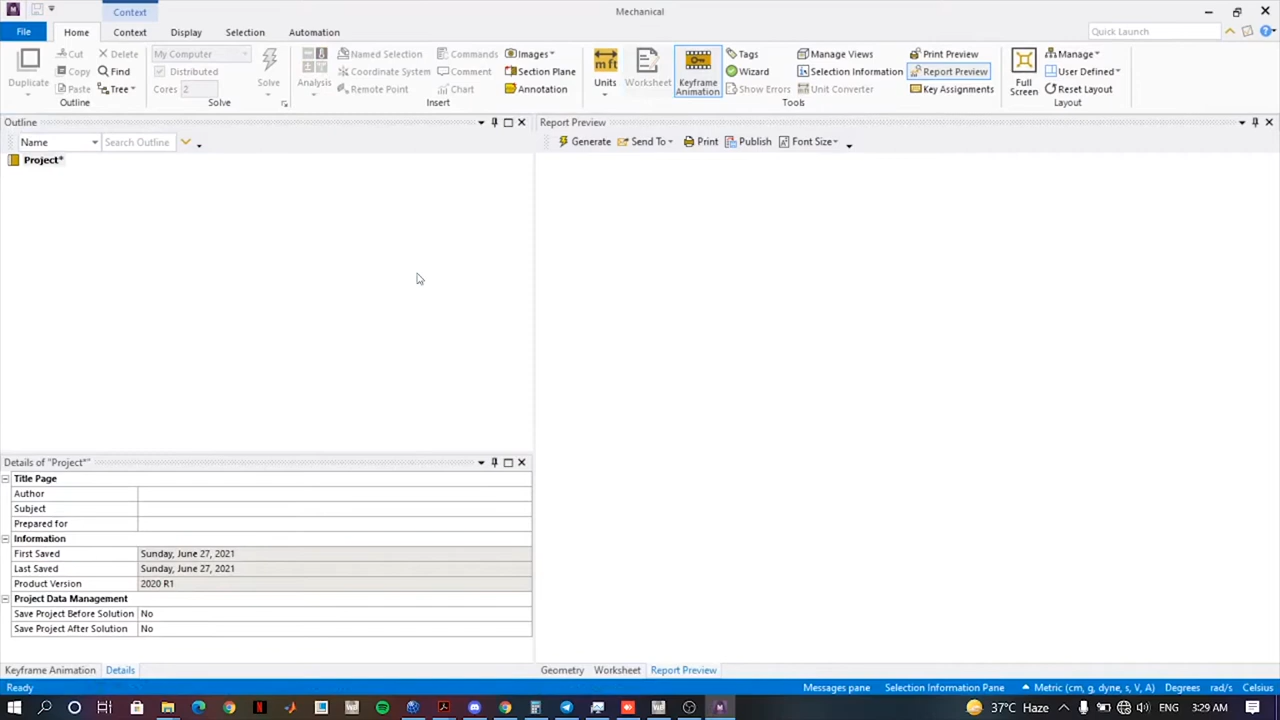 Context
Mechanical
File Home Context Display Selection Automation Quick Launch
Duplicate Cut Copy Paste Delete Find Tree
Outline
My Computer
Distributed
Cores 2
Solve
Solve
Analysis
Named Selection
Coordinate System
Remote Point
Commands
Comment
Chart
Images
Section Plane
Annotation
Insert
Units
Worksheet
Keyframe
Animation
Tags
Wizard
Show Errors
Manage Views
Selection Information
Unit Converter
Print Preview
Report Preview
Key Assignments
Tools
Full
Screen
Manage
User Defined
Reset Layout
Layout
Outline
Name Search Outline
Project*
Report Preview
Generate Send To Print Publish Font Size
Details of "Project*"
Title Page
Author
Subject
Prepared for
Information
First Saved Sunday, June 27, 2021
Last Saved Sunday, June 27, 2021
Product Version 2020 R1
Project Data Management
Save Project Before Solution No
Save Project After Solution No
Keyframe Animation Details
Geometry Worksheet Report Preview
Ready Messages pane Selection Information Pane Metric (cm, g, dyne, s, V, A) Degrees rad/s Celsius
37°C Haze ENG 3:29 AM